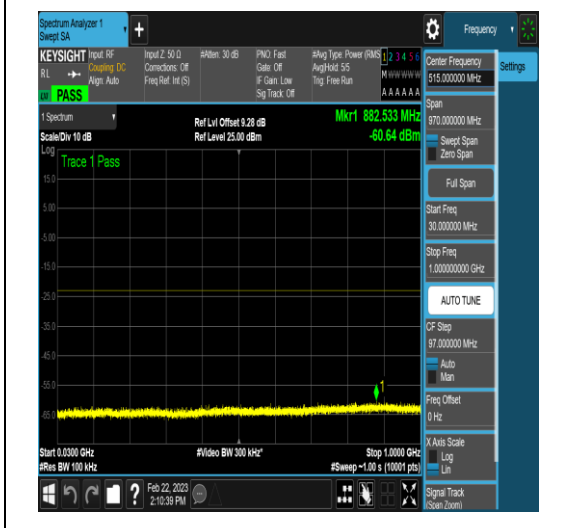 Spectrum Analyzer 1
Swept SA
+
Frequency
KEYSIGHT
RL
PASS
Input: RF
Coupling: DC
Align: Auto
Input Z: 50 Ω
Corrections: Off
Freq Ref: Int (S)
#Atten: 30 dB
PNO: Fast
Gate: Off
IF Gain: Low
Sig Track: Off
#Avg Type: Power (RMS
Avg|Hold: 5/5
Trig: Free Run
1 2 3 4 5 6
M W W W W W
A A A A A A
Center Frequency
515.000000 MHz
Settings
1 Spectrum
Scale/Div 10 dB
Ref Lvl Offset 9.28 dB
Ref Level 25.00 dBm
Mkr1 882.533 MHz
-60.64 dBm
Log
Trace 1 Pass
15.0
5.00
-5.00
-15.0
-25.0
-35.0
-45.0
-55.0
-65.0
1
Start 0.0300 GHz
#Res BW 100 kHz
#Video BW 300 kHz*
Stop 1.0000 GHz
#Sweep ~1.00 s (10001 pts)
Span
970.000000 MHz
Swept Span
Zero Span
Full Span
Start Freq
30.000000 MHz
Stop Freq
1.000000000 GHz
AUTO TUNE
CF Step
97.000000 MHz
Auto
Man
Freq Offset
0 Hz
X Axis Scale
Log
Lin
Signal Track
(Span Zoom)
?
Feb 22, 2023
2:10:39 PM